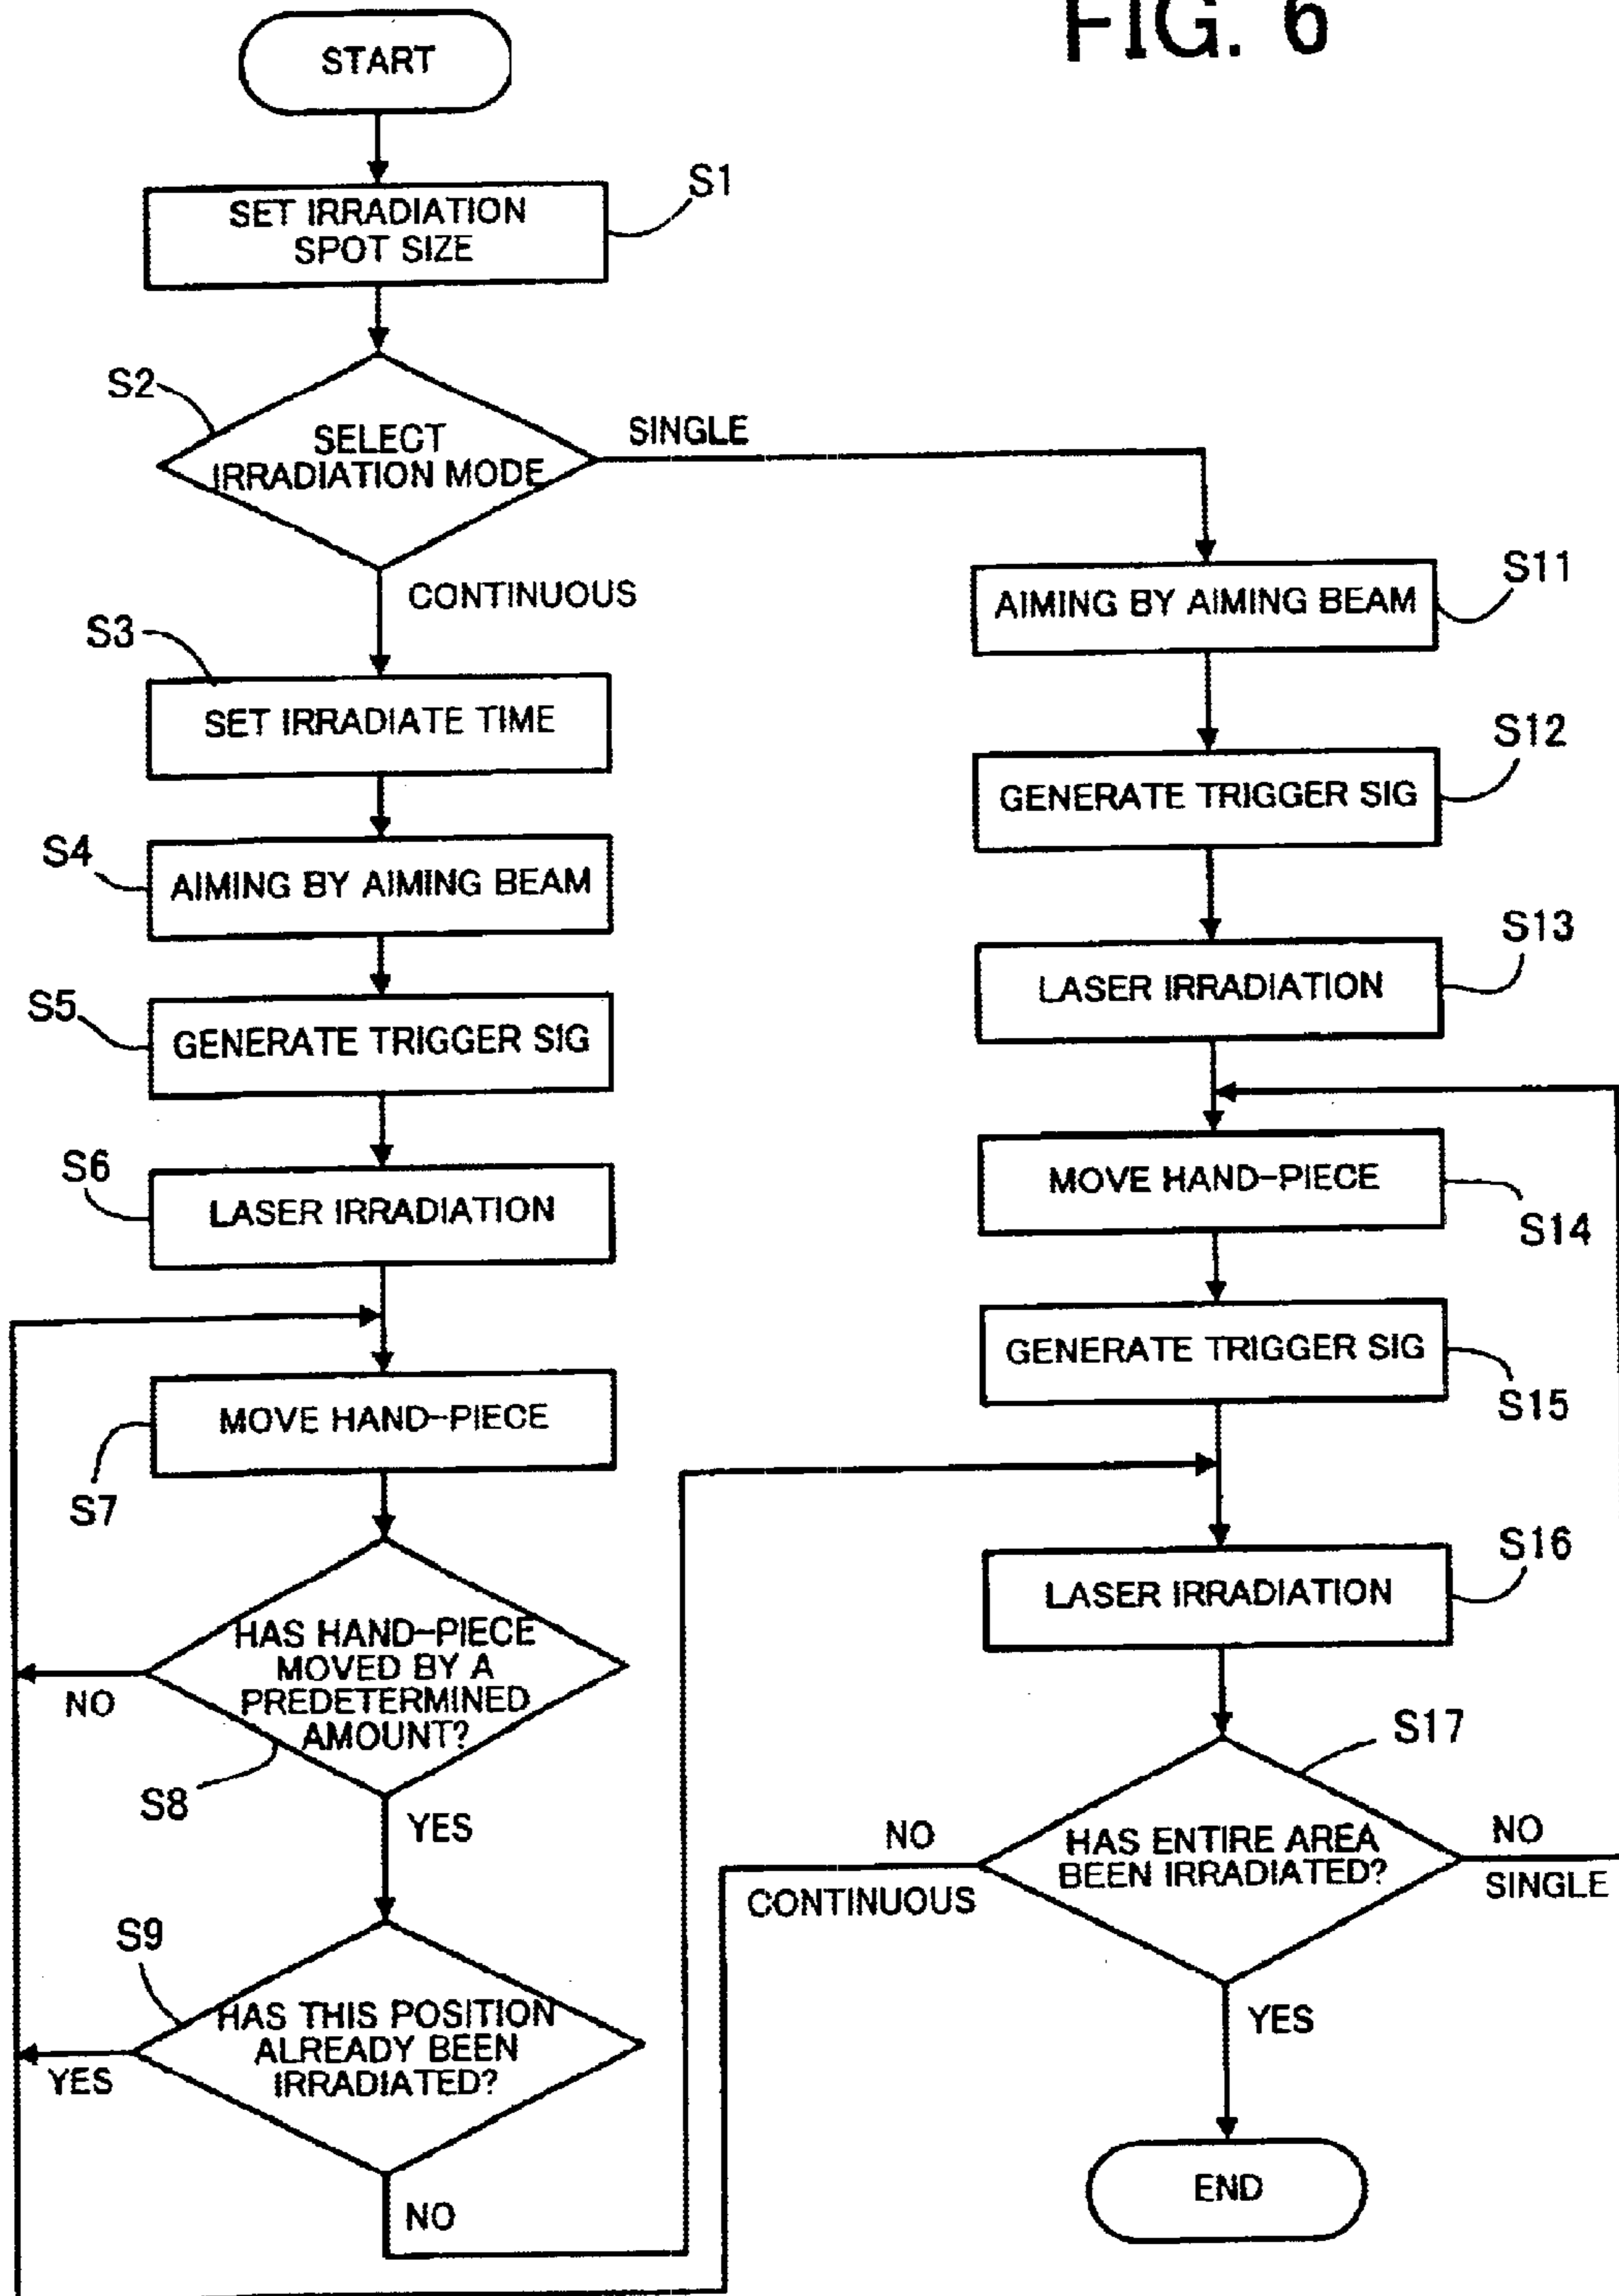 FIG. 6
START
SET IRRADIATION
SPOT SIZE
S1
S2
SELECT
IRRADIATION MODE
SINGLE
CONTINUOUS
S3
SET IRRADIATE TIME
S4
AIMING BY AIMING BEAM
S5
GENERATE TRIGGER SIG
S6
LASER IRRADIATION
MOVE HAND-PIECE
S7
HAS HAND-PIECE
MOVED BY A
PREDETERMINED
AMOUNT?
NO
S8
YES
S9
HAS THIS POSITION
ALREADY BEEN
IRRADIATED?
YES
NO
AIMING BY AIMING BEAM
S11
GENERATE TRIGGER SIG
S12
LASER IRRADIATION
S13
MOVE HAND-PIECE
S14
GENERATE TRIGGER SIG
S15
LASER IRRADIATION
S16
S17
HAS ENTIRE AREA
BEEN IRRADIATED?
NO
CONTINUOUS
NO
SINGLE
YES
END